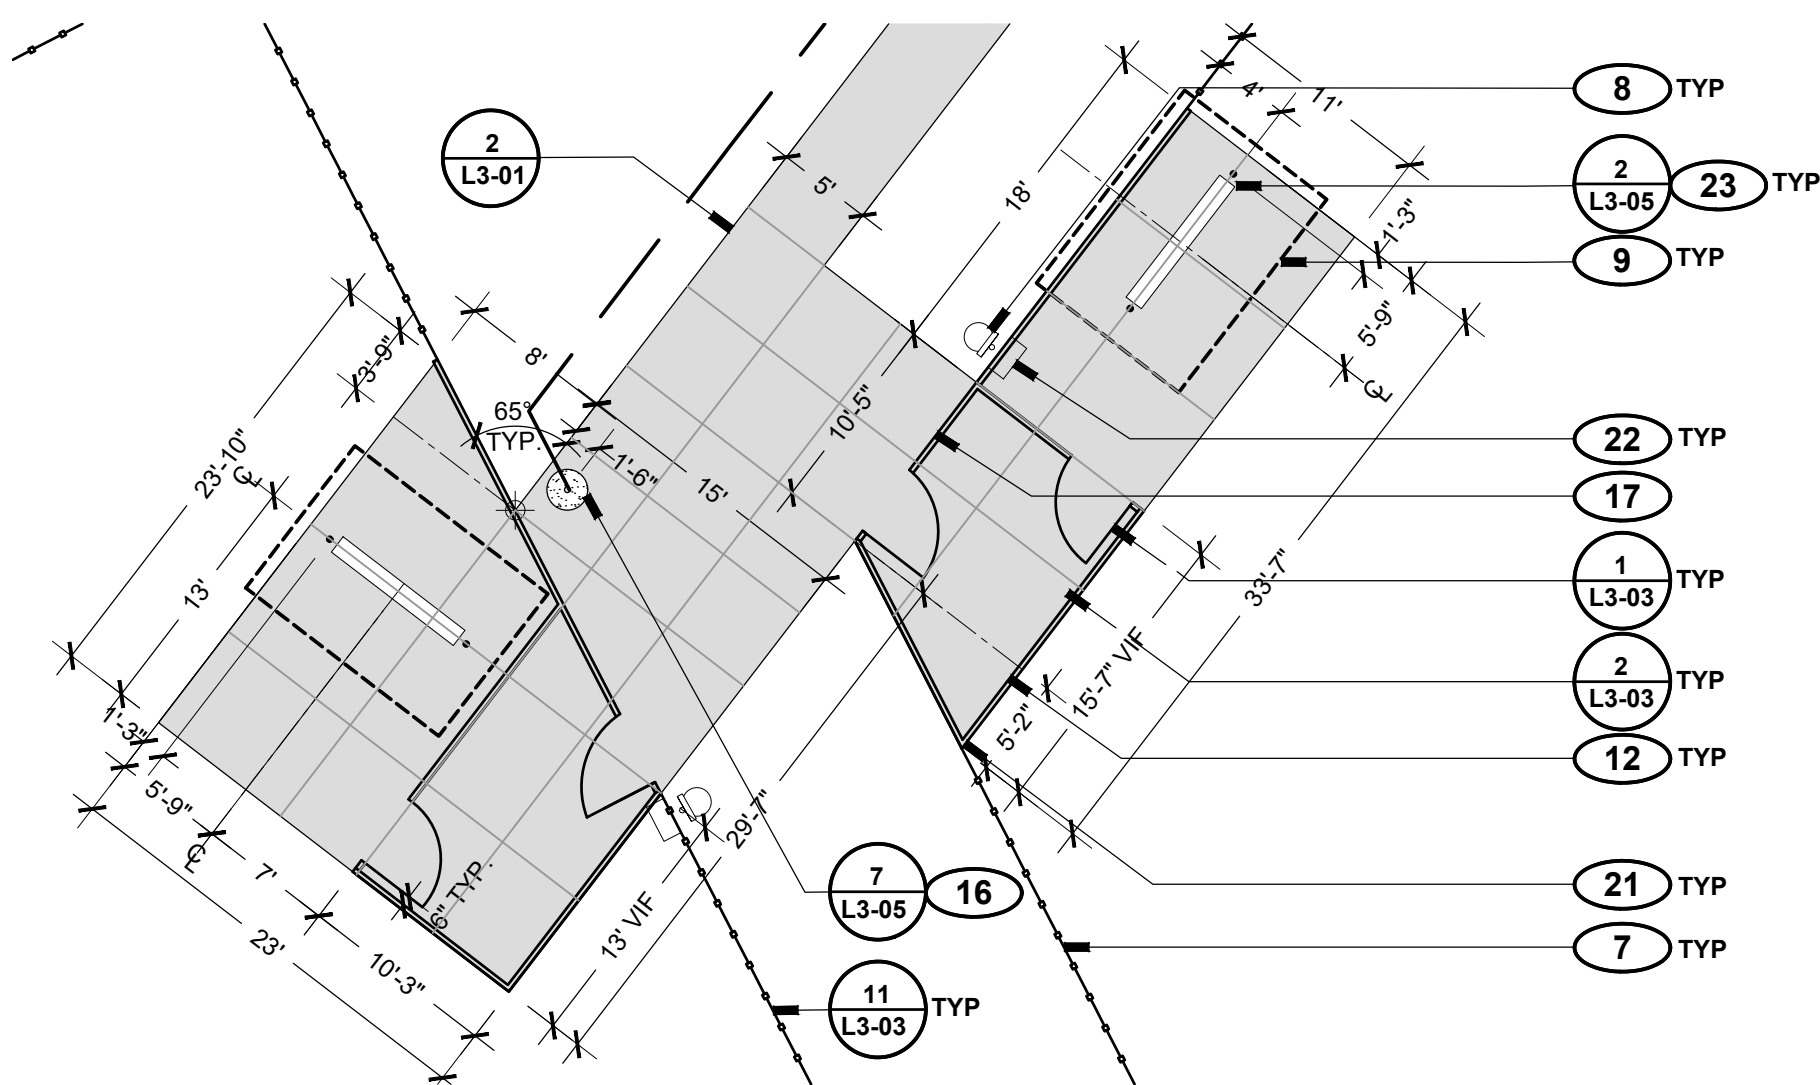 8 TYP
4'
11'
2
L3-01
5'
18'
2
L3-05
23 TYP
1'-3"
9 TYP
5'-9"
3'-9"
8'
℄
65°
TYP.
10'-5"
22 TYP
23'-10"
℄
1'-6"
15'
17
1
L3-03
TYP
13'
33'-7"
15'-7" VIF
2
L3-03
TYP
1'-3"
5'-2"
12 TYP
5'-9"
℄
29'-7"
7'
6" TYP.
7
L3-05
16
21 TYP
13' VIF
23'
10'-3"
7 TYP
11
L3-03
TYP